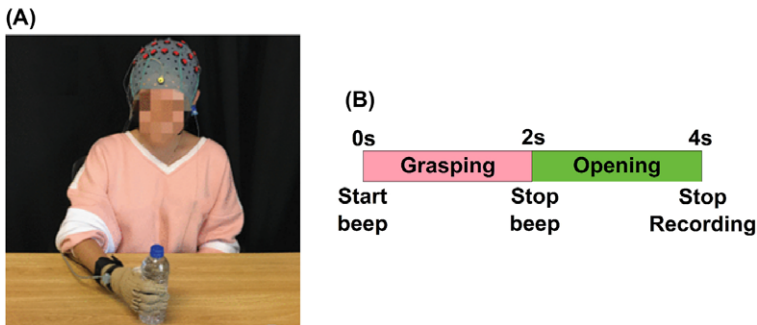 (A)
(B)
0s 2s 4s
Grasping Opening
Start Stop Stop
beep beep Recording